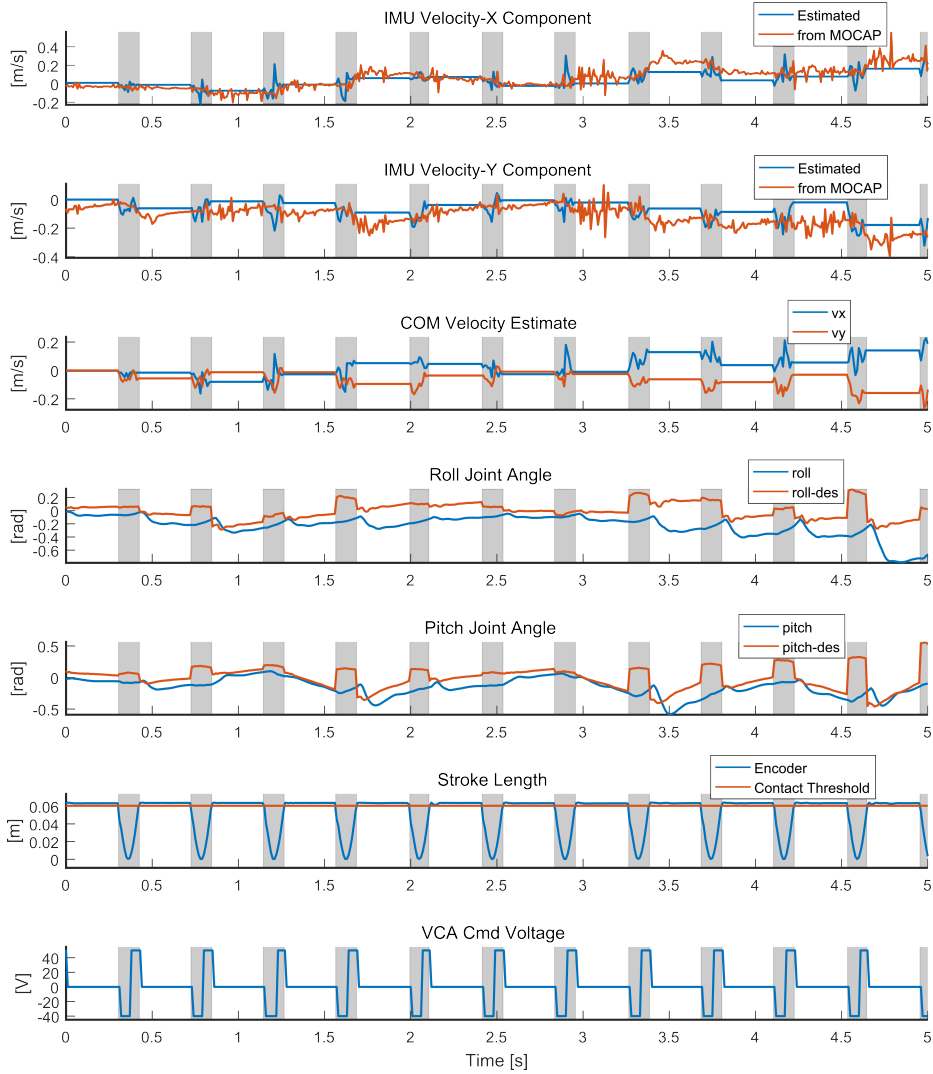 IMU Velocity-X Component
Estimated
from MOCAP
[m/s]
0.4
0.2
0
-0.2
0 0.5 1 1.5 2 2.5 3 3.5 4 4.5 5
IMU Velocity-Y Component
Estimated
from MOCAP
[m/s]
0
-0.2
-0.4
0 0.5 1 1.5 2 2.5 3 3.5 4 4.5 5
COM Velocity Estimate
vx
vy
[m/s]
0.2
0
-0.2
0 0.5 1 1.5 2 2.5 3 3.5 4 4.5 5
Roll Joint Angle
roll
roll-des
[rad]
0.2
0
-0.2
-0.4
-0.6
0 0.5 1 1.5 2 2.5 3 3.5 4 4.5 5
Pitch Joint Angle
pitch
pitch-des
[rad]
0.5
0
-0.5
0 0.5 1 1.5 2 2.5 3 3.5 4 4.5 5
Stroke Length
Encoder
Contact Threshold
[m]
0.06
0.04
0.02
0
0 0.5 1 1.5 2 2.5 3 3.5 4 4.5 5
VCA Cmd Voltage
[V]
40
20
0
-20
-40
0 0.5 1 1.5 2 2.5 3 3.5 4 4.5 5
Time [s]